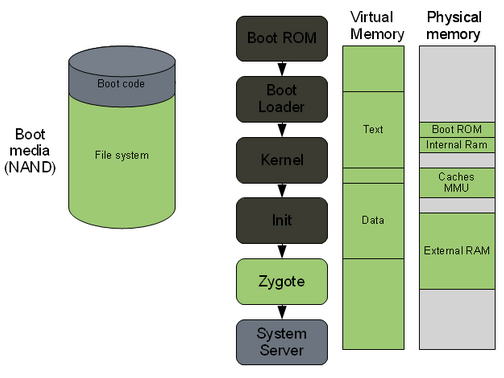 Boot
media
(NAND)
Boot code
File system
Boot ROM
Boot
Loader
Kernel
Init
Zygote
System
Server
Virtual
Memory
Text
Data
Physical
memory
Boot ROM
Internal Ram
Caches
MMU
External RAM